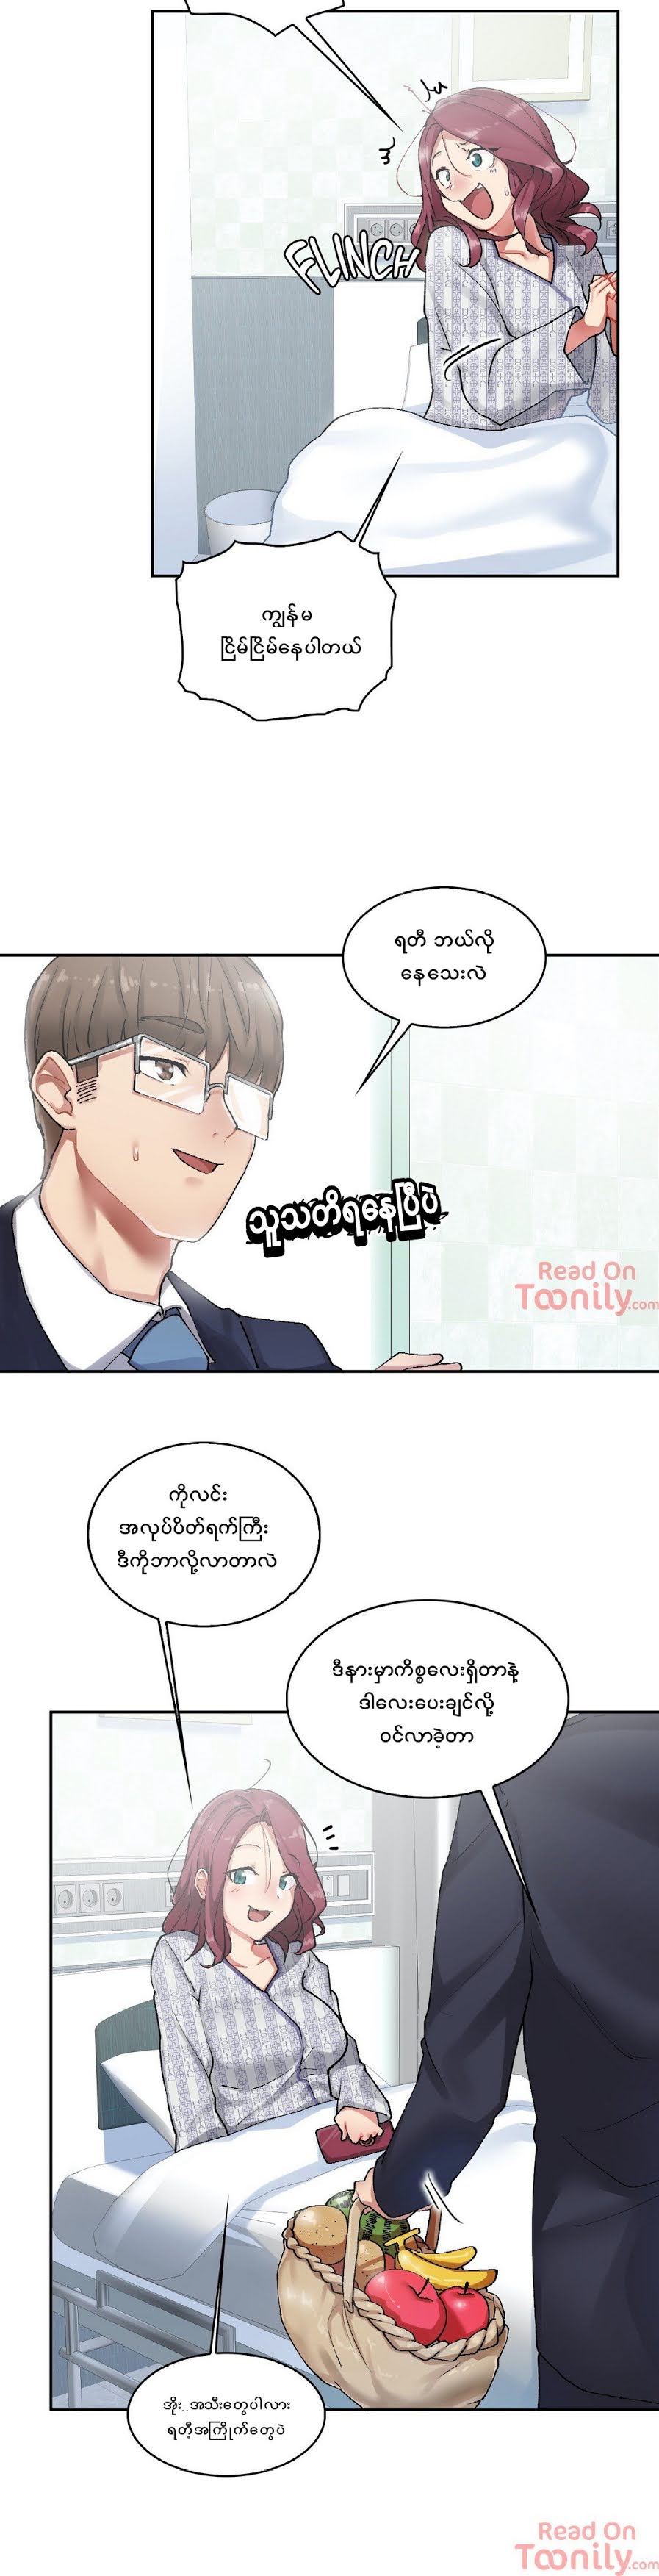 FLINCH
ကျွန်မ
ငြိမ်ငြိမ်နေပါတယ်
ရတီ ဘယ်လို
နေသေးလဲ
သူသတိရနေပြီပဲ
Read On
Toonily.com
ကိုလင်း
အလုပ်ပိတ်ရက်ကြီး
ဒီကိုဘာလို့လာတာလဲ
ဒီနားမှာကိစ္စလေးရှိတာနဲ့
ဒါလေးပေးချင်လို့
ဝင်လာခဲ့တာ
အိုး..အသီးတွေပါလား
ရတီ့အကြိုက်တွေပဲ
Read On
Toonily.com